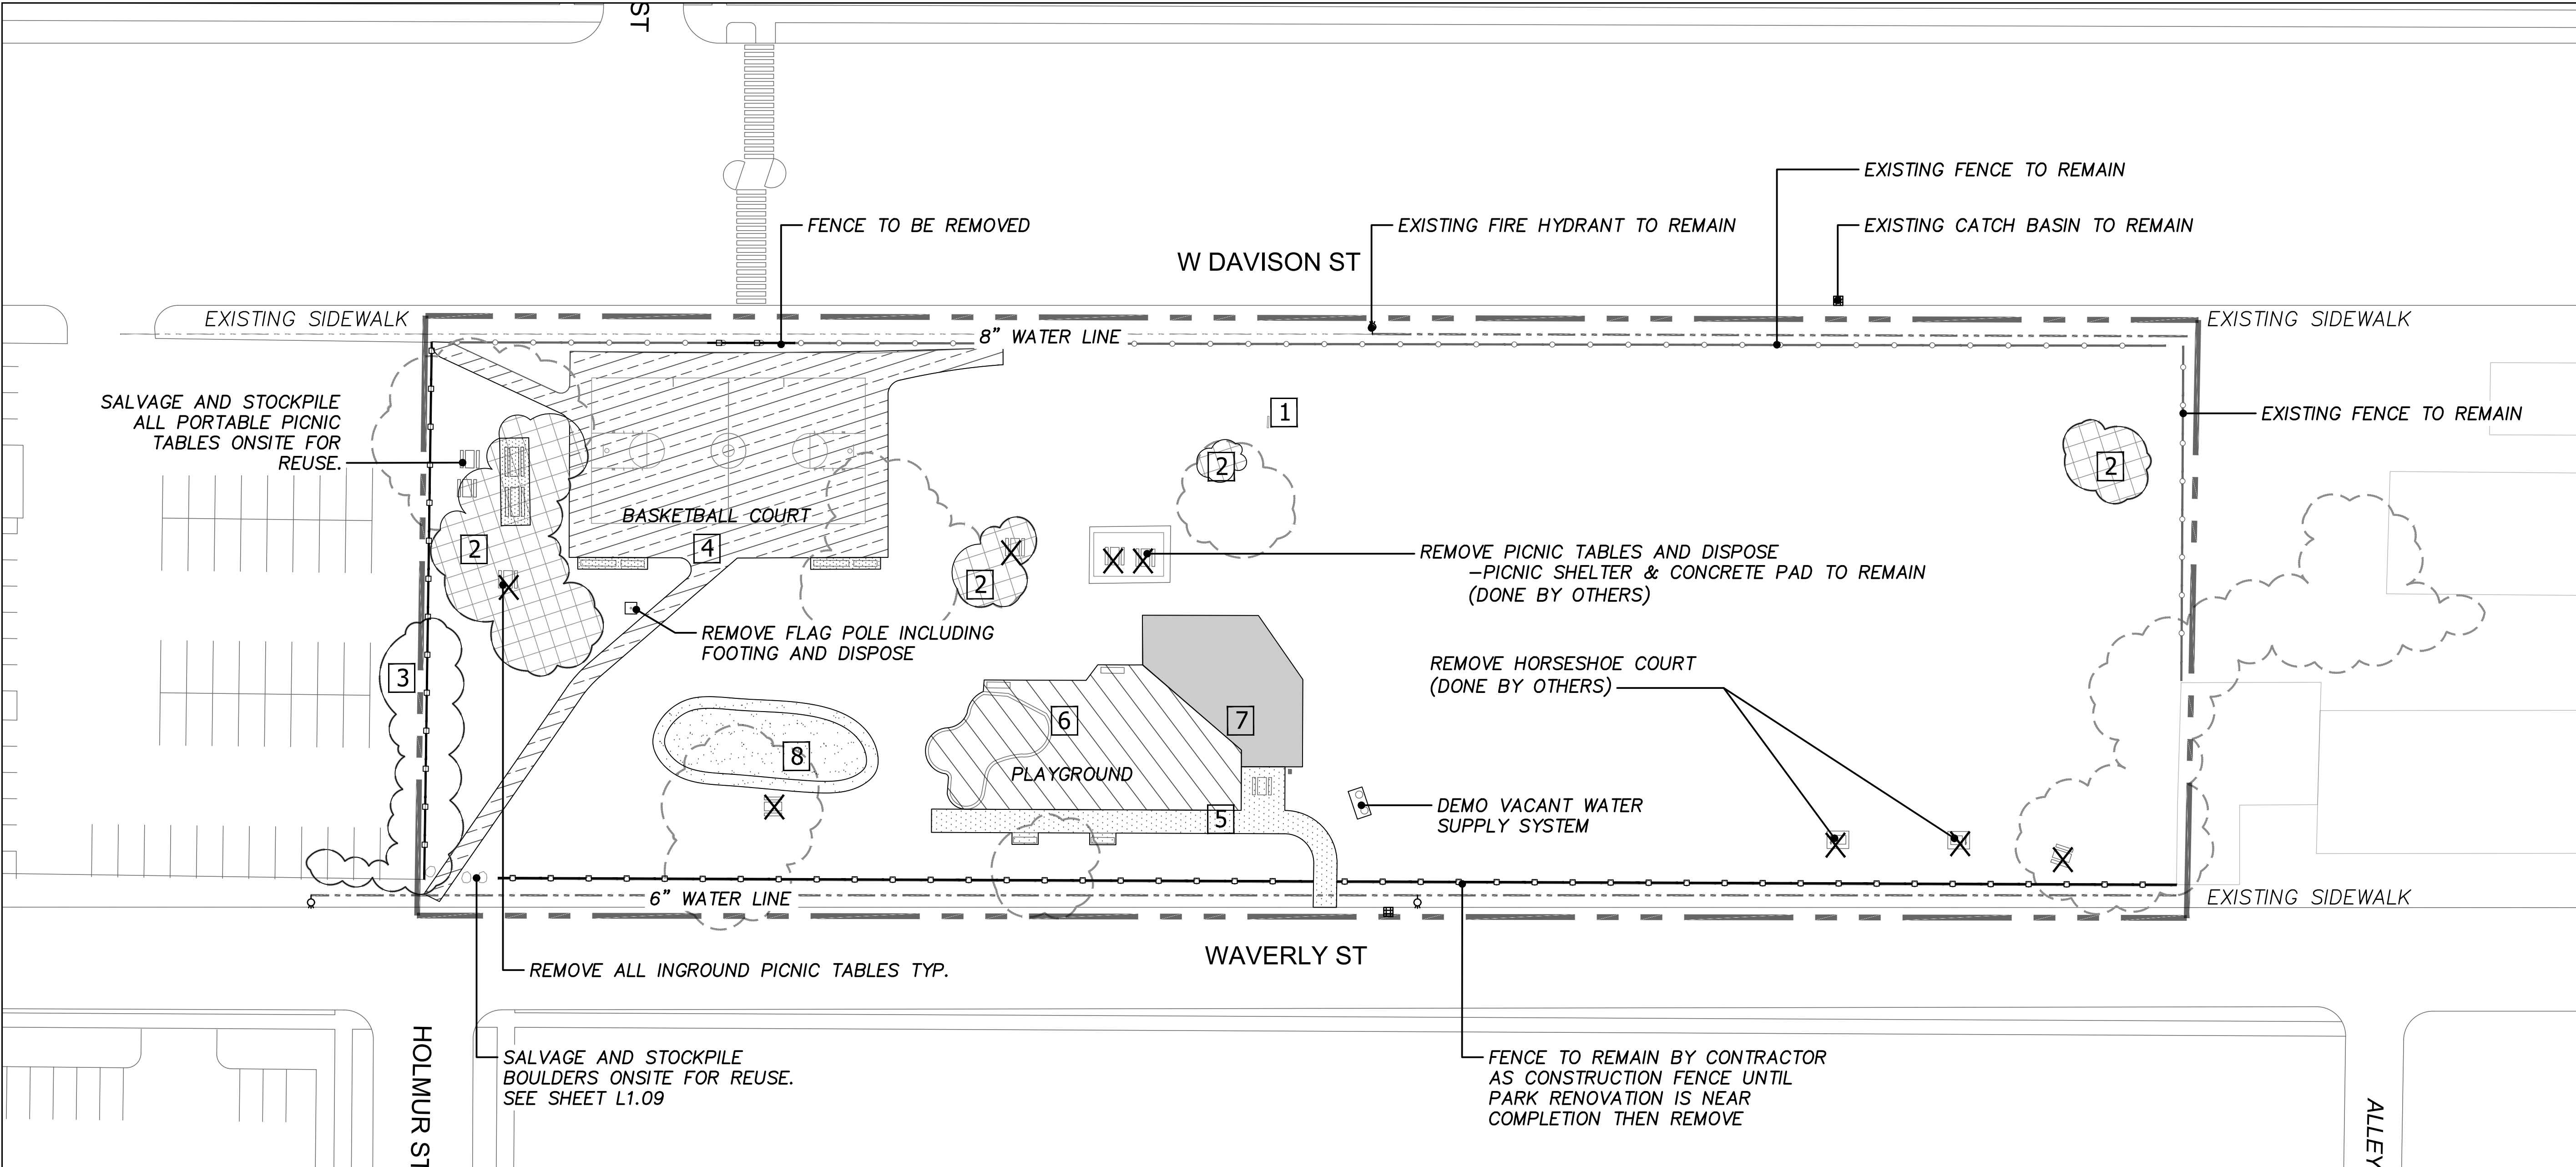 ST
EXISTING FENCE TO REMAIN
FENCE TO BE REMOVED
EXISTING FIRE HYDRANT TO REMAIN
EXISTING CATCH BASIN TO REMAIN
W DAVISON ST
EXISTING SIDEWALK
EXISTING SIDEWALK
8” WATER LINE
SALVAGE AND STOCKPILE
ALL PORTABLE PICNIC
TABLES ONSITE FOR
REUSE.
1
EXISTING FENCE TO REMAIN
2
2
BASKETBALL COURT
4
2
2
REMOVE PICNIC TABLES AND DISPOSE
-PICNIC SHELTER & CONCRETE PAD TO REMAIN
(DONE BY OTHERS)
REMOVE FLAG POLE INCLUDING
FOOTING AND DISPOSE
3
REMOVE HORSESHOE COURT
(DONE BY OTHERS)
6
7
8
PLAYGROUND
5
DEMO VACANT WATER
SUPPLY SYSTEM
6” WATER LINE
EXISTING SIDEWALK
WAVERLY ST
REMOVE ALL INGROUND PICNIC TABLES TYP.
HOLMUR ST
SALVAGE AND STOCKPILE
BOULDERS ONSITE FOR REUSE.
SEE SHEET L1.09
FENCE TO REMAIN BY CONTRACTOR
AS CONSTRUCTION FENCE UNTIL
PARK RENOVATION IS NEAR
COMPLETION THEN REMOVE
ALLEY